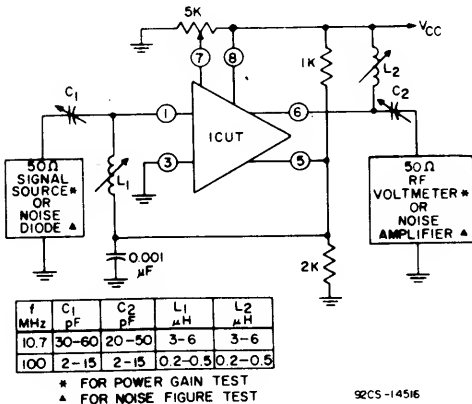 5K
VCC
7
8
1K
L2
C1
C2
1
6
ICUT
3
5
L1
50Ω
SIGNAL
SOURCE*
OR
NOISE
DIODE ▲
50Ω
RF
VOLTMETER *
OR
NOISE
AMPLIFIER ▲
0.001
μF
2K
f MHz C1 pF C2 pF L1 μH L2 μH
10.7 30-60 20-50 3-6 3-6
100 2-15 2-15 0.2-0.5 0.2-0.5
* FOR POWER GAIN TEST
▲ FOR NOISE FIGURE TEST
92CS-14516